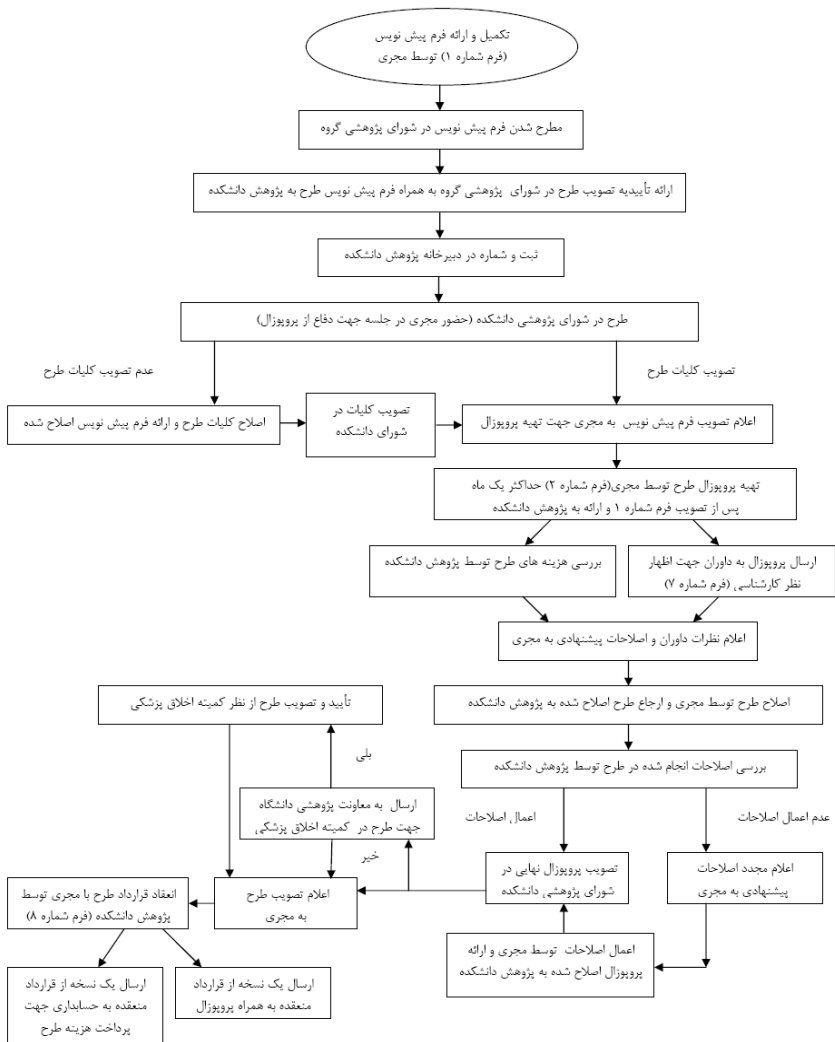 تکمیل و ارائه فرم پیش نویس
(فرم شماره ۱) توسط مجری
مطرح شدن فرم پیش نویس در شورای پژوهشی گروه
ارائه تأییدیه تصویب طرح در شورای پژوهشی گروه به همراه فرم پیش نویس طرح به پژوهش دانشکده
ثبت و شماره در دبیرخانه پژوهش دانشکده
طرح در شورای پژوهشی دانشکده (حضور مجری در جلسه جهت دفاع از پروپوزال)
تصویب کلیات طرح
عدم تصویب کلیات طرح
اعلام تصویب فرم پیش نویس به مجری جهت تهیه پروپوزال
تصویب کلیات در
شورای دانشکده
اصلاح کلیات طرح و ارائه فرم پیش نویس اصلاح شده
تهیه پروپوزال طرح توسط مجری(فرم شماره ۲) حداکثر یک ماه
پس از تصویب فرم شماره ۱ و ارائه به پژوهش دانشکده
ارسال پروپوزال به داوران جهت اظهار
نظر کارشناسی (فرم شماره ۷)
بررسی هزینه های طرح توسط پژوهش دانشکده
اعلام نظرات داوران و اصلاحات پیشنهادی به مجری
اصلاح طرح توسط مجری و ارجاع طرح اصلاح شده به پژوهش دانشکده
تأیید و تصویب طرح از نظر کمیته اخلاق پزشکی
بررسی اصلاحات انجام شده در طرح توسط پژوهش دانشکده
بلی
عدم اعمال اصلاحات
اعمال اصلاحات
ارسال به معاونت پژوهشی دانشگاه
جهت طرح در کمیته اخلاق پزشکی
خیر
اعلام مجدد اصلاحات
پیشنهادی به مجری
تصویب پروپوزال نهایی در
شورای پژوهشی دانشکده
اعلام تصویب طرح
به مجری
انعقاد قرارداد طرح با مجری توسط
پژوهش دانشکده (فرم شماره ۸)
اعمال اصلاحات توسط مجری و ارائه
پروپوزال اصلاح شده به پژوهش دانشکده
ارسال یک نسخه از قرارداد
منعقده به همراه پروپوزال
ارسال یک نسخه از قرارداد
منعقده به حسابداری جهت
پرداخت هزینه طرح